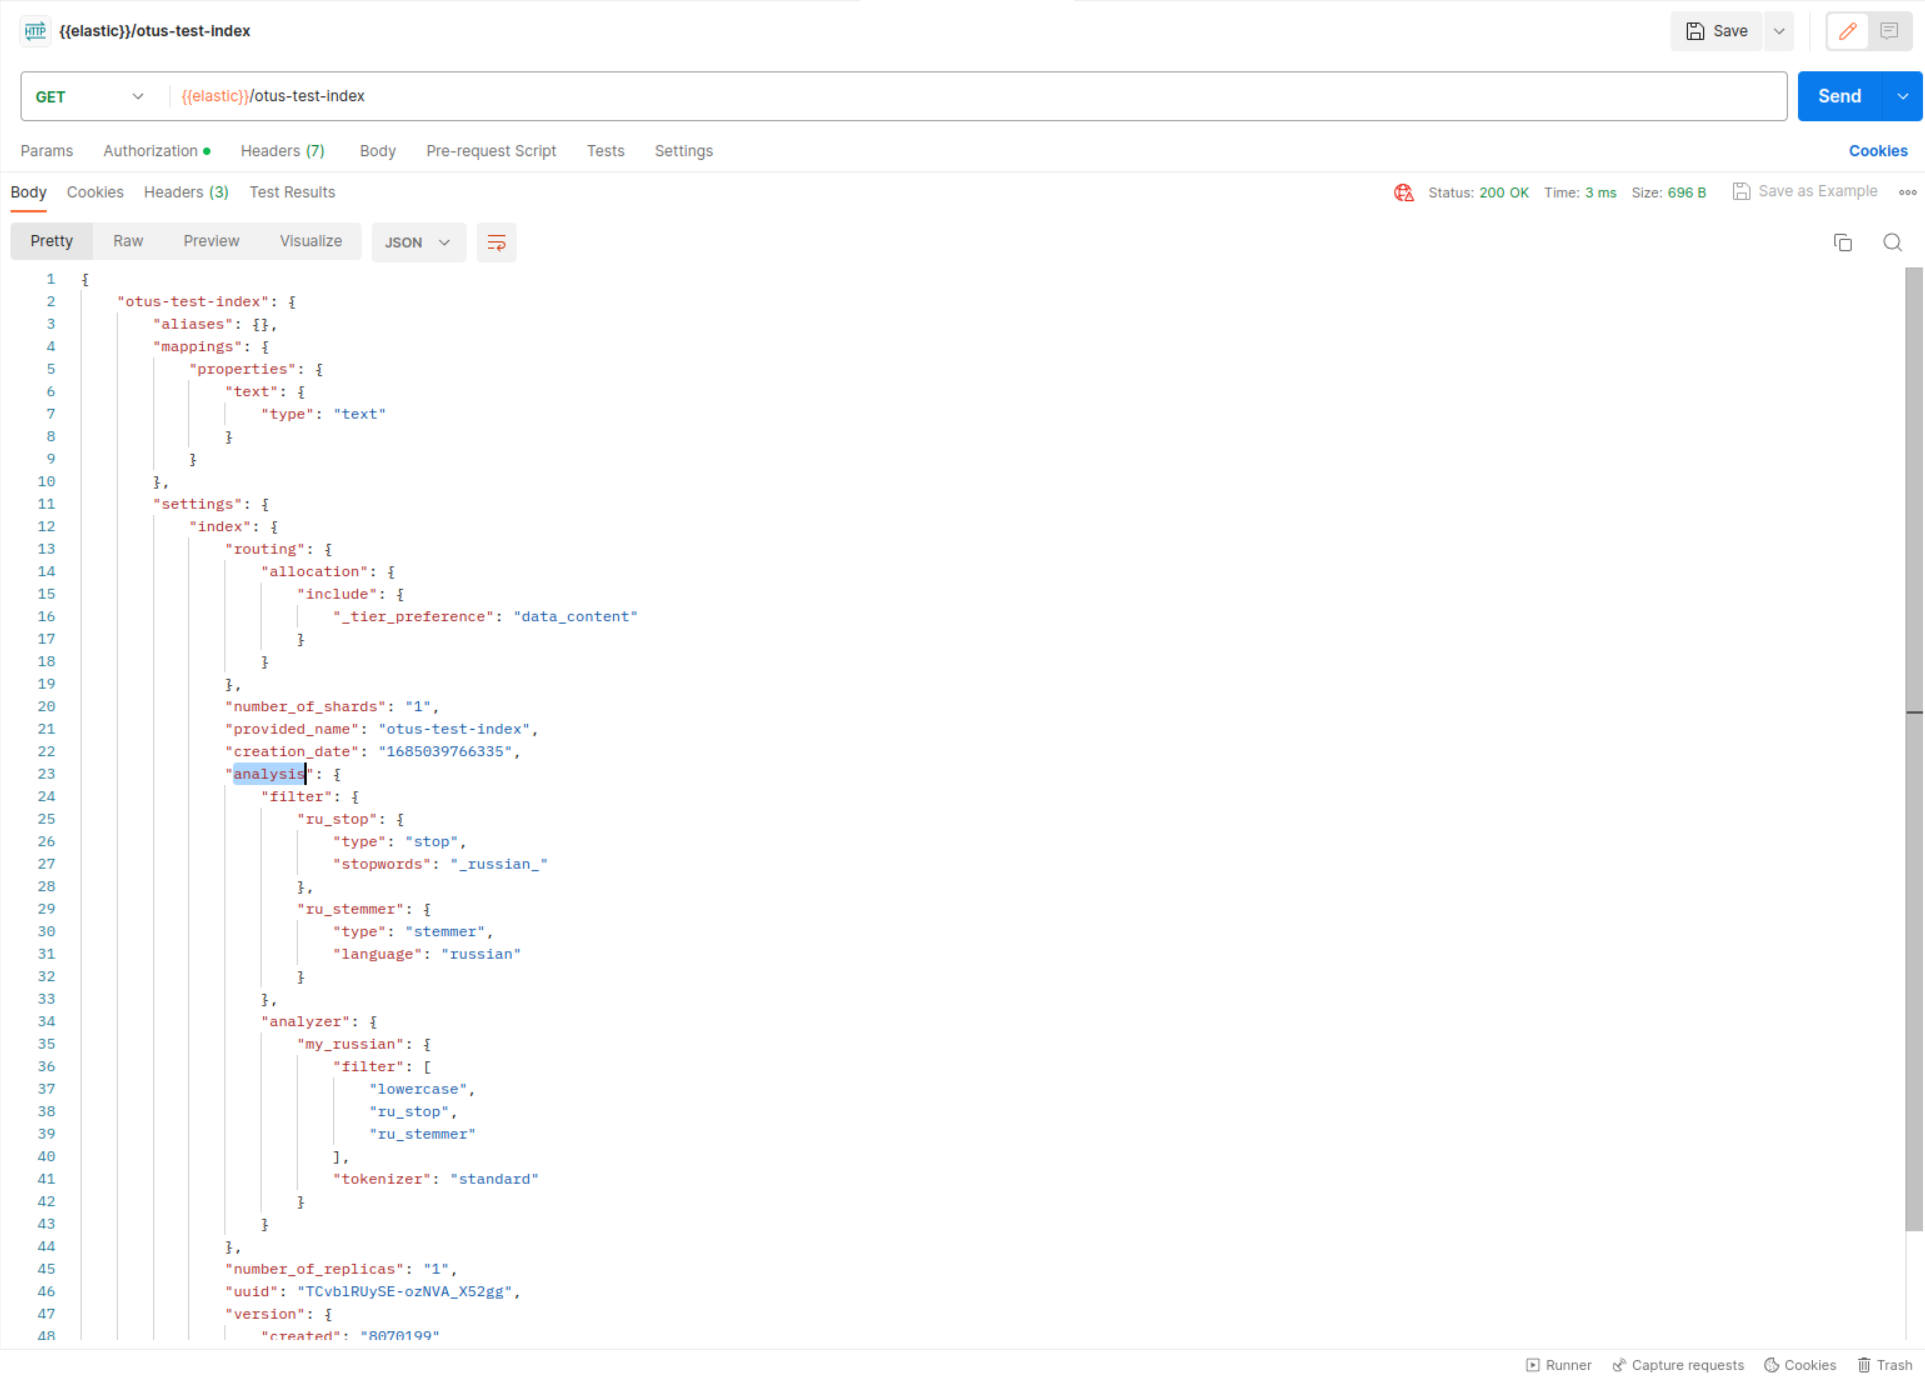 HTTP {{elastic}}/otus-test-index Save
GET {{elastic}}/otus-test-index Send
Params Authorization Headers (7) Body Pre-request Script Tests Settings Cookies
Body Cookies Headers (3) Test Results Status: 200 OK Time: 3 ms Size: 696 B Save as Example
Pretty Raw Preview Visualize JSON
1 {
2 "otus-test-index": {
3 "aliases": {},
4 "mappings": {
5 "properties": {
6 "text": {
7 "type": "text"
8 }
9 }
10 },
11 "settings": {
12 "index": {
13 "routing": {
14 "allocation": {
15 "include": {
16 "_tier_preference": "data_content"
17 }
18 }
19 },
20 "number_of_shards": "1",
21 "provided_name": "otus-test-index",
22 "creation_date": "1685039766335",
23 "analysis": {
24 "filter": {
25 "ru_stop": {
26 "type": "stop",
27 "stopwords": "_russian_"
28 },
29 "ru_stemmer": {
30 "type": "stemmer",
31 "language": "russian"
32 }
33 },
34 "analyzer": {
35 "my_russian": {
36 "filter": [
37 "lowercase",
38 "ru_stop",
39 "ru_stemmer"
40 ],
41 "tokenizer": "standard"
42 }
43 }
44 },
45 "number_of_replicas": "1",
46 "uuid": "TCvblRUySE-ozNVA_X52gg",
47 "version": {
48 "created": "8070199"
Runner Capture requests Cookies Trash